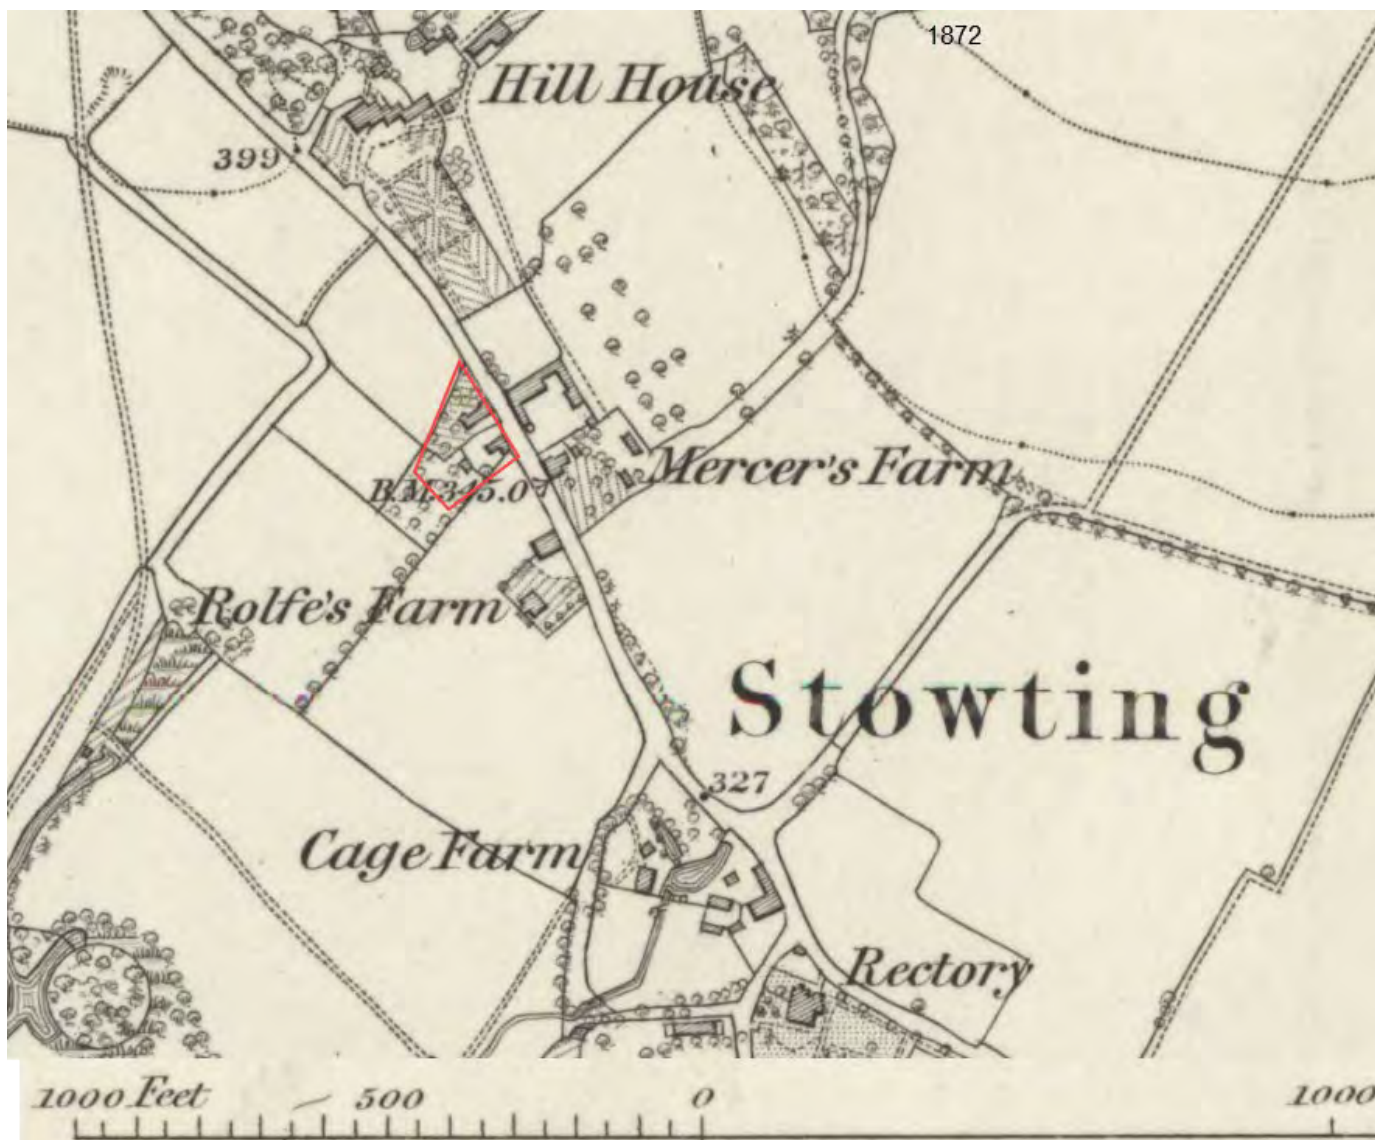 1872
Hill House
399
Mercer's Farm
B.M.345.0
Rolfe's Farm
Stowting
327
Cage Farm
Rectory
1000 Feet 500 0 1000